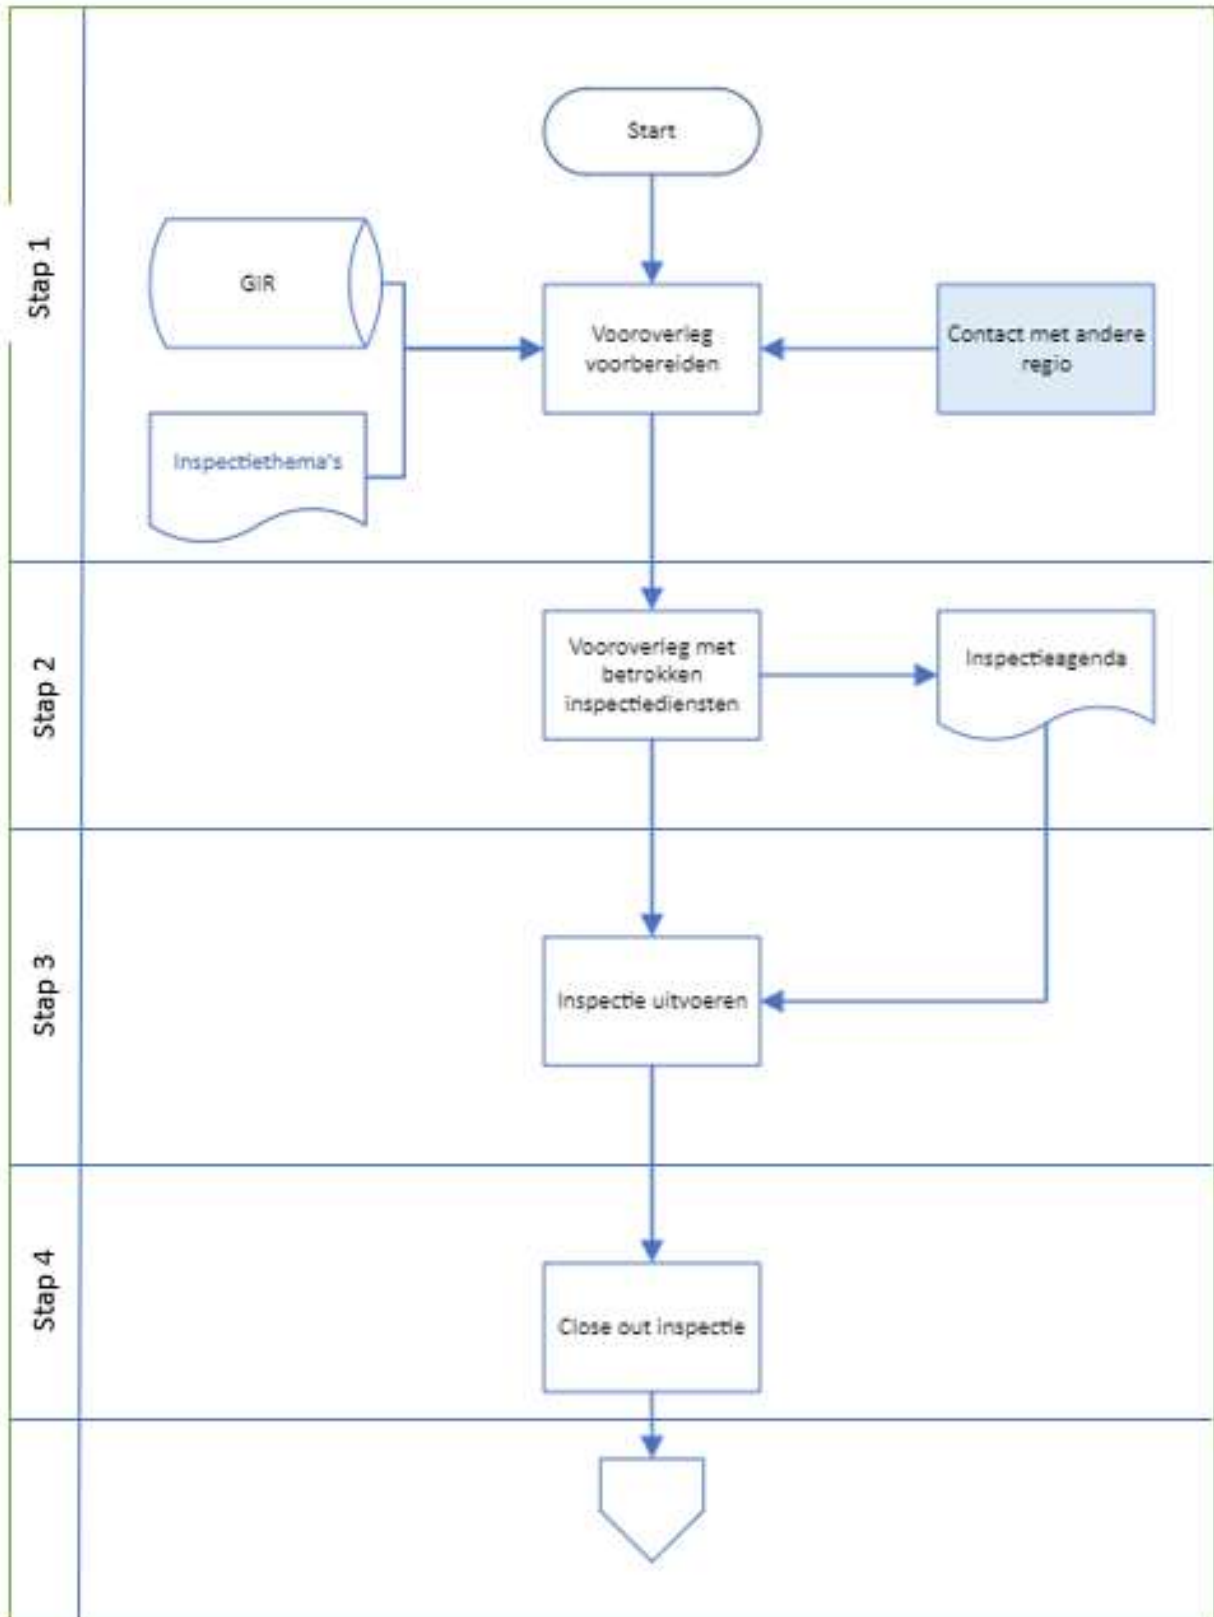 Stap 1
Start
GIR
Vooroverleg
voorbereiden
Contact met andere
regio
Inspectiethema's
Stap 2
Vooroverleg met
betrokken
inspectiediensten
Inspectieagenda
Stap 3
Inspectie uitvoeren
Stap 4
Close out inspectie